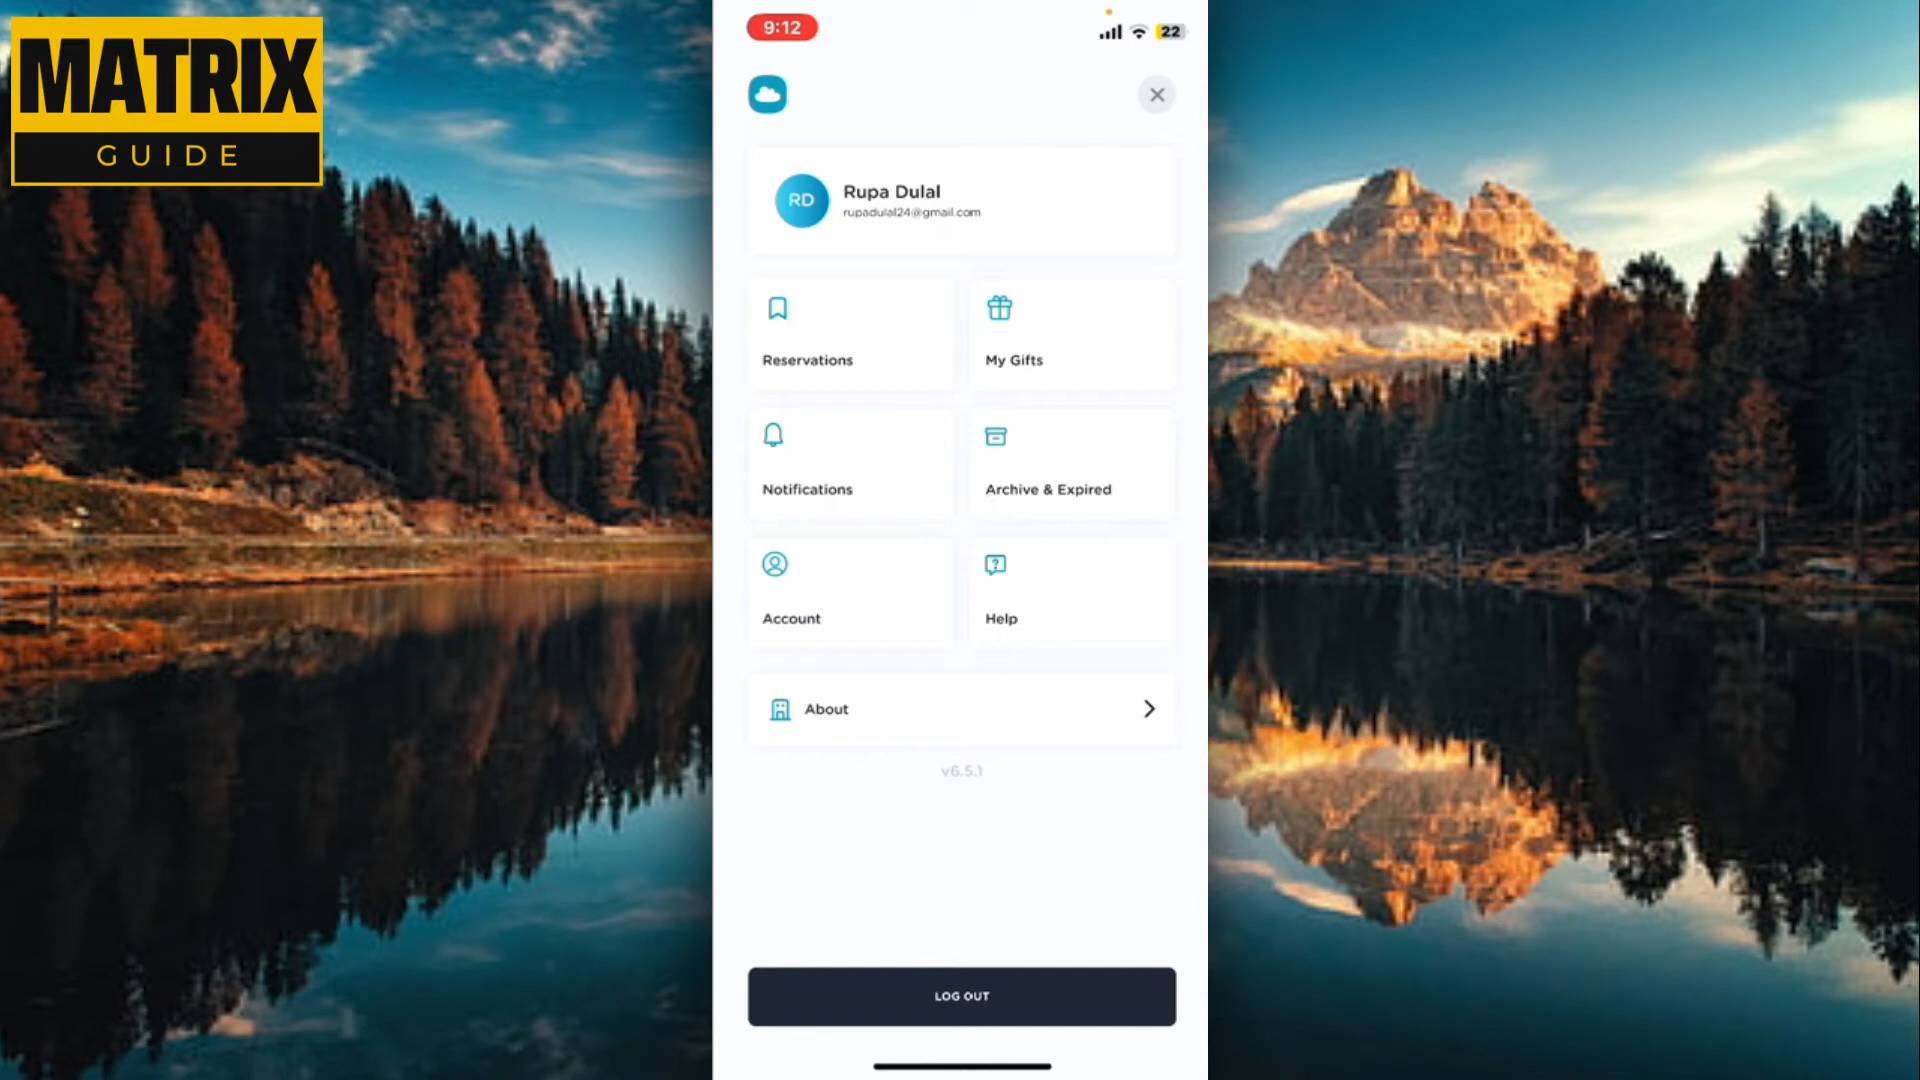 MATRIX
GUIDE
9:12
22
RD
Rupa Dulal
rupadulal24@gmail.com
Reservations
My Gifts
Notifications
Archive & Expired
Account
Help
About
v6.5.1
LOG OUT